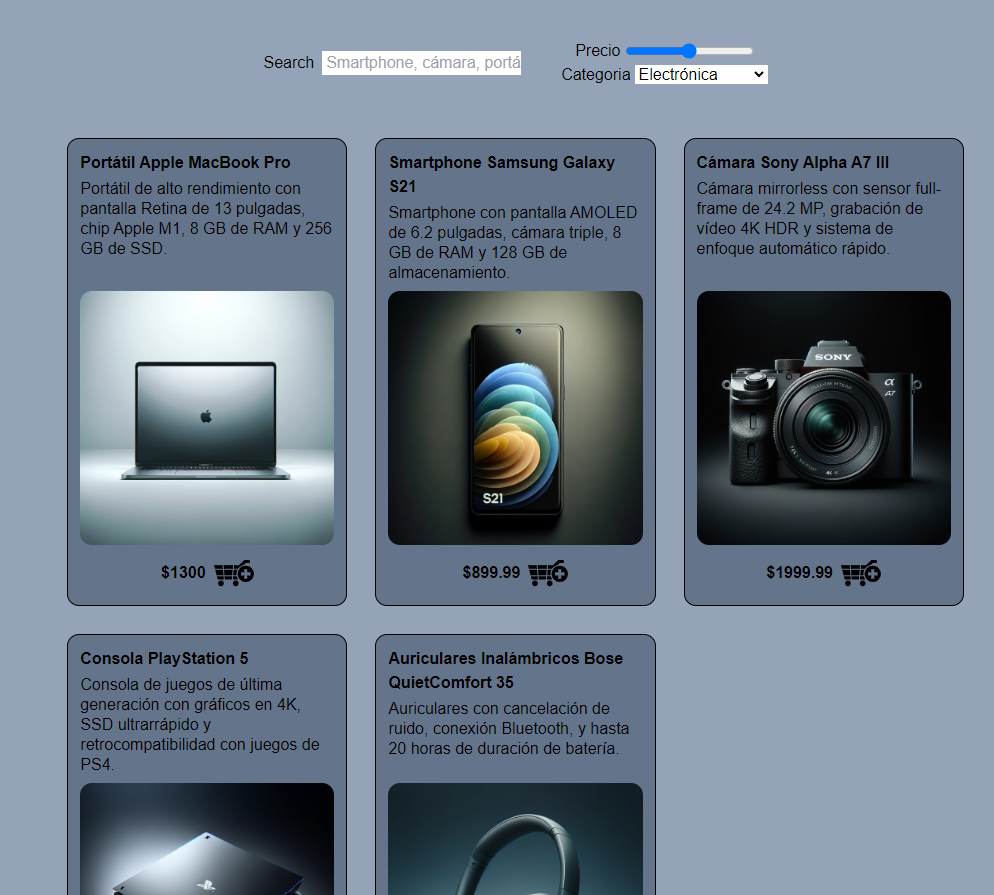 Search Smartphone, cámara, portá
Precio
Categoria Electrónica
Portátil Apple MacBook Pro
Portátil de alto rendimiento con
pantalla Retina de 13 pulgadas,
chip Apple M1, 8 GB de RAM y 256
GB de SSD.
$1300
Smartphone Samsung Galaxy
S21
Smartphone con pantalla AMOLED
de 6.2 pulgadas, cámara triple, 8
GB de RAM y 128 GB de
almacenamiento.
S21
$899.99
Cámara Sony Alpha A7 III
Cámara mirrorless con sensor full-
frame de 24.2 MP, grabación de
vídeo 4K HDR y sistema de
enfoque automático rápido.
SONY
α
A7
$1999.99
Consola PlayStation 5
Consola de juegos de última
generación con gráficos en 4K,
SSD ultrarrápido y
retrocompatibilidad con juegos de
PS4.
Auriculares Inalámbricos Bose
QuietComfort 35
Auriculares con cancelación de
ruido, conexión Bluetooth, y hasta
20 horas de duración de batería.